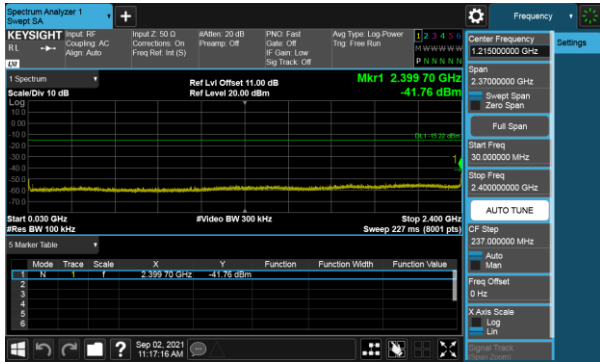 Spectrum Analyzer 1
Swept SA
Frequency
KEYSIGHT
Input: RF
Coupling: AC
Align: Auto
Input Z: 50 Ω
Corrections: On
Freq Ref: Int (S)
#Atten: 20 dB
Preamp: Off
PNO: Fast
Gate: Off
IF Gain: Low
Sig Track: Off
Avg Type: Log-Power
Trig: Free Run
1 2 3 4 5 6
M W W W W W
P N N N N N
RL
LXI
Center Frequency
1.215000000 GHz
Settings
Span
2.37000000 GHz
Swept Span
Zero Span
Full Span
Start Freq
30.000000 MHz
Stop Freq
2.400000000 GHz
AUTO TUNE
CF Step
237.000000 MHz
Auto
Man
Freq Offset
0 Hz
X Axis Scale
Log
Lin
Signal Track
(Span Zoom)
1 Spectrum
Scale/Div 10 dB
Ref Lvl Offset 11.00 dB
Ref Level 20.00 dBm
Mkr1 2.399 70 GHz
-41.76 dBm
Log
10.0
0.00
-10.0
-20.0
-30.0
-40.0
-50.0
-60.0
-70.0
DL1 -15.22 dBm
1
Start 0.030 GHz
#Res BW 100 kHz
#Video BW 300 kHz
Stop 2.400 GHz
Sweep 227 ms (8001 pts)
5 Marker Table
Mode Trace Scale X Y Function Function Width Function Value
1 N 1 f 2.399 70 GHz -41.76 dBm
2
3
4
5
6
?
Sep 02, 2021
11:17:16 AM